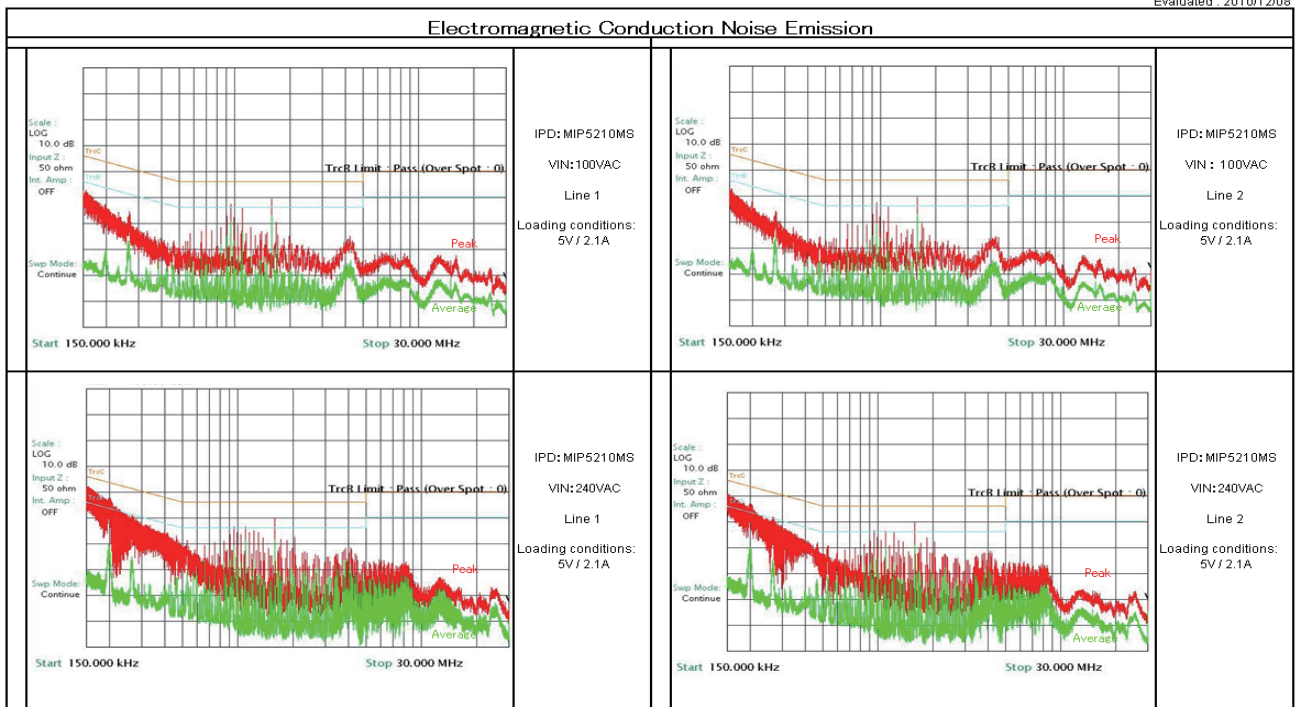 Evaluated : 2010/12/08
Electromagnetic Conduction Noise Emission
Scale :
LOG
10.0 dB
Input Z :
50 ohm
Int. Amp :
OFF
Swp Mode:
Continue
TrcC
TrcB
TrcR Limit : Pass (Over Spot : 0)
Peak
Average
Start 150.000 kHz
Stop 30.000 MHz
IPD: MIP5210MS
VIN:100VAC
Line 1
Loading conditions:
5V / 2.1A
Scale :
LOG
10.0 dB
Input Z :
50 ohm
Int. Amp :
OFF
Swp Mode:
Continue
TrcC
TrcB
TrcR Limit : Pass (Over Spot : 0)
Peak
Average
Start 150.000 kHz
Stop 30.000 MHz
IPD: MIP5210MS
VIN : 100VAC
Line 2
Loading conditions:
5V / 2.1A
Scale :
LOG
10.0 dB
Input Z :
50 ohm
Int. Amp :
OFF
Swp Mode:
Continue
TrcC
TrcR Limit : Pass (Over Spot : 0)
Peak
Average
Start 150.000 kHz
Stop 30.000 MHz
IPD: MIP5210MS
VIN:240VAC
Line 1
Loading conditions:
5V / 2.1A
Scale :
LOG
10.0 dB
Input Z :
50 ohm
Int. Amp :
OFF
Swp Mode:
Continue
TrcC
TrcR Limit : Pass (Over Spot : 0)
Peak
Average
Start 150.000 kHz
Stop 30.000 MHz
IPD: MIP5210MS
VIN:240VAC
Line 2
Loading conditions:
5V / 2.1A